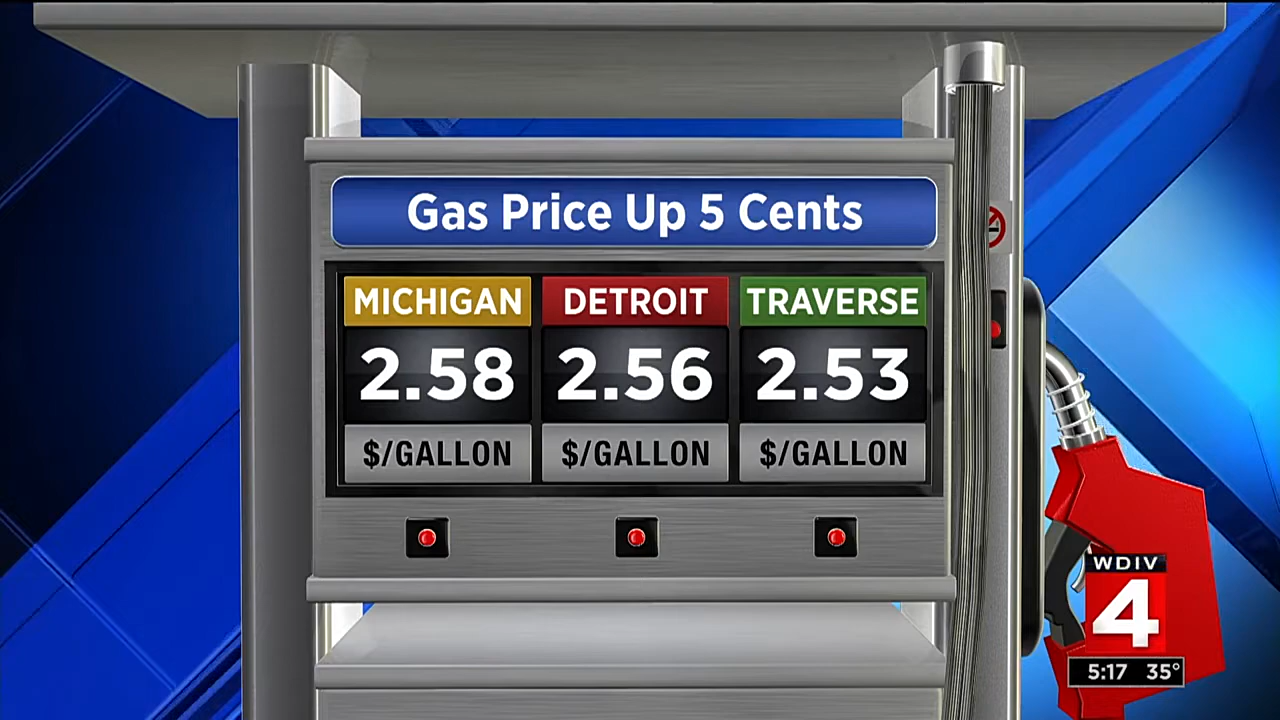 Gas Price Up 5 Cents
MICHIGAN DETROIT TRAVERSE
2.58 2.56 2.53
$/GALLON $/GALLON $/GALLON
WDIV
4
5:17 35°